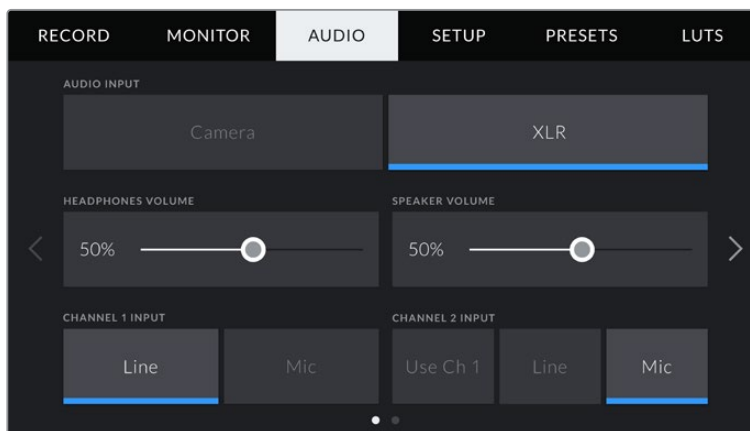 RECORD MONITOR AUDIO SETUP PRESETS LUTS
AUDIO INPUT
Camera XLR
HEADPHONES VOLUME SPEAKER VOLUME
50% 50%
CHANNEL 1 INPUT CHANNEL 2 INPUT
Line Mic Use Ch 1 Line Mic